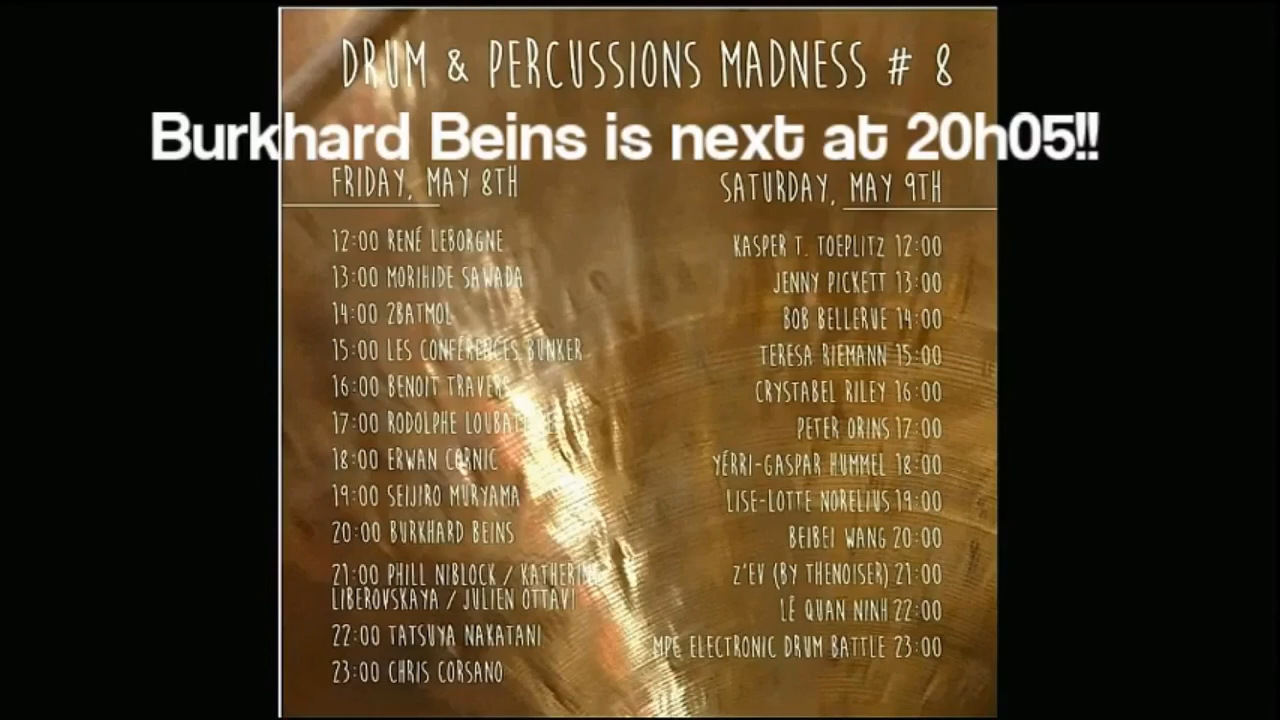 DRUM & PERCUSSIONS MADNESS # 8
Burkhard Beins is next at 20h05!!
FRIDAY, MAY 8TH
12:00 RENÉ LEBORGNE
13:00 MORIHIDE SAWADA
14:00 2BATMOL
15:00 LES CONFÉRENCES BUNKER
16:00 BENOIT TRAVERS
17:00 RODOLPHE
18:00 ERWAN CORNIC
19:00 SEIJIRO MURYAMA
20:00 BURKHARD BEINS
21:00 PHILL NIBLOCK / KATHERINE
LIBEROVSKAYA / JULIEN OTTAVI
22:00 TATSUYA NAKATANI
23:00 CHRIS CORSANO
SATURDAY, MAY 9TH
KASPER T. TOEPLITZ 12:00
JENNY PICKETT 13:00
BOB BELLERUE 14:00
TERESA RIEMANN 15:00
CRYSTABEL RILEY 16:00
PETER ORINS 17:00
YÉRRI-GASPAR HUMMEL 18:00
LISE-LOTTE NORELIUS 19:00
BEIBEI WANG 20:00
Z'EV (BY THENOISER) 21:00
LÊ QUAN NINH 22:00
MPE ELECTRONIC DRUM BATTLE 23:00